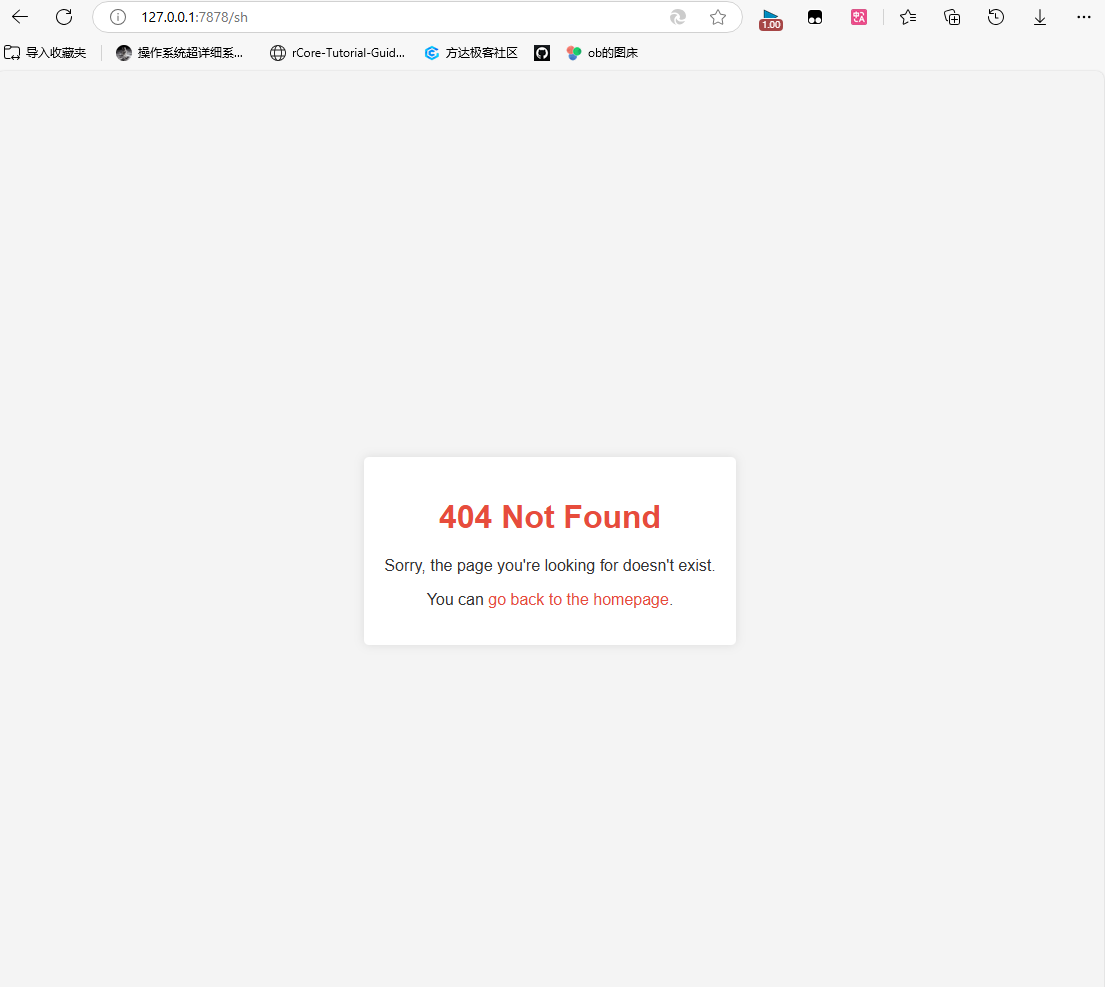 127.0.0.1:7878/sh
1.00
导入收藏夹
操作系统超详细系...
rCore-Tutorial-Guid...
方达极客社区
ob的图床
404 Not Found
Sorry, the page you're looking for doesn't exist.
You can go back to the homepage.